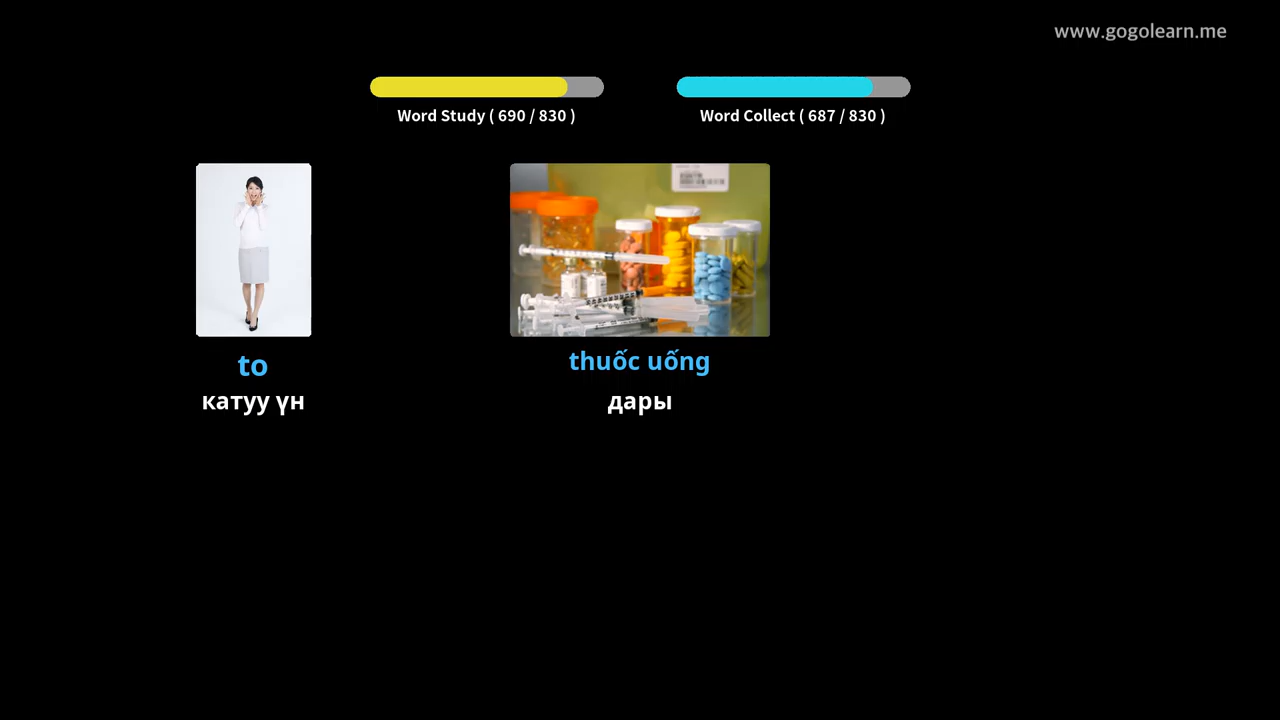 www.gogolearn.me
Word Study ( 690 / 830 )
Word Collect ( 687 / 830 )
to
катуу үн
thuốc uống
дары